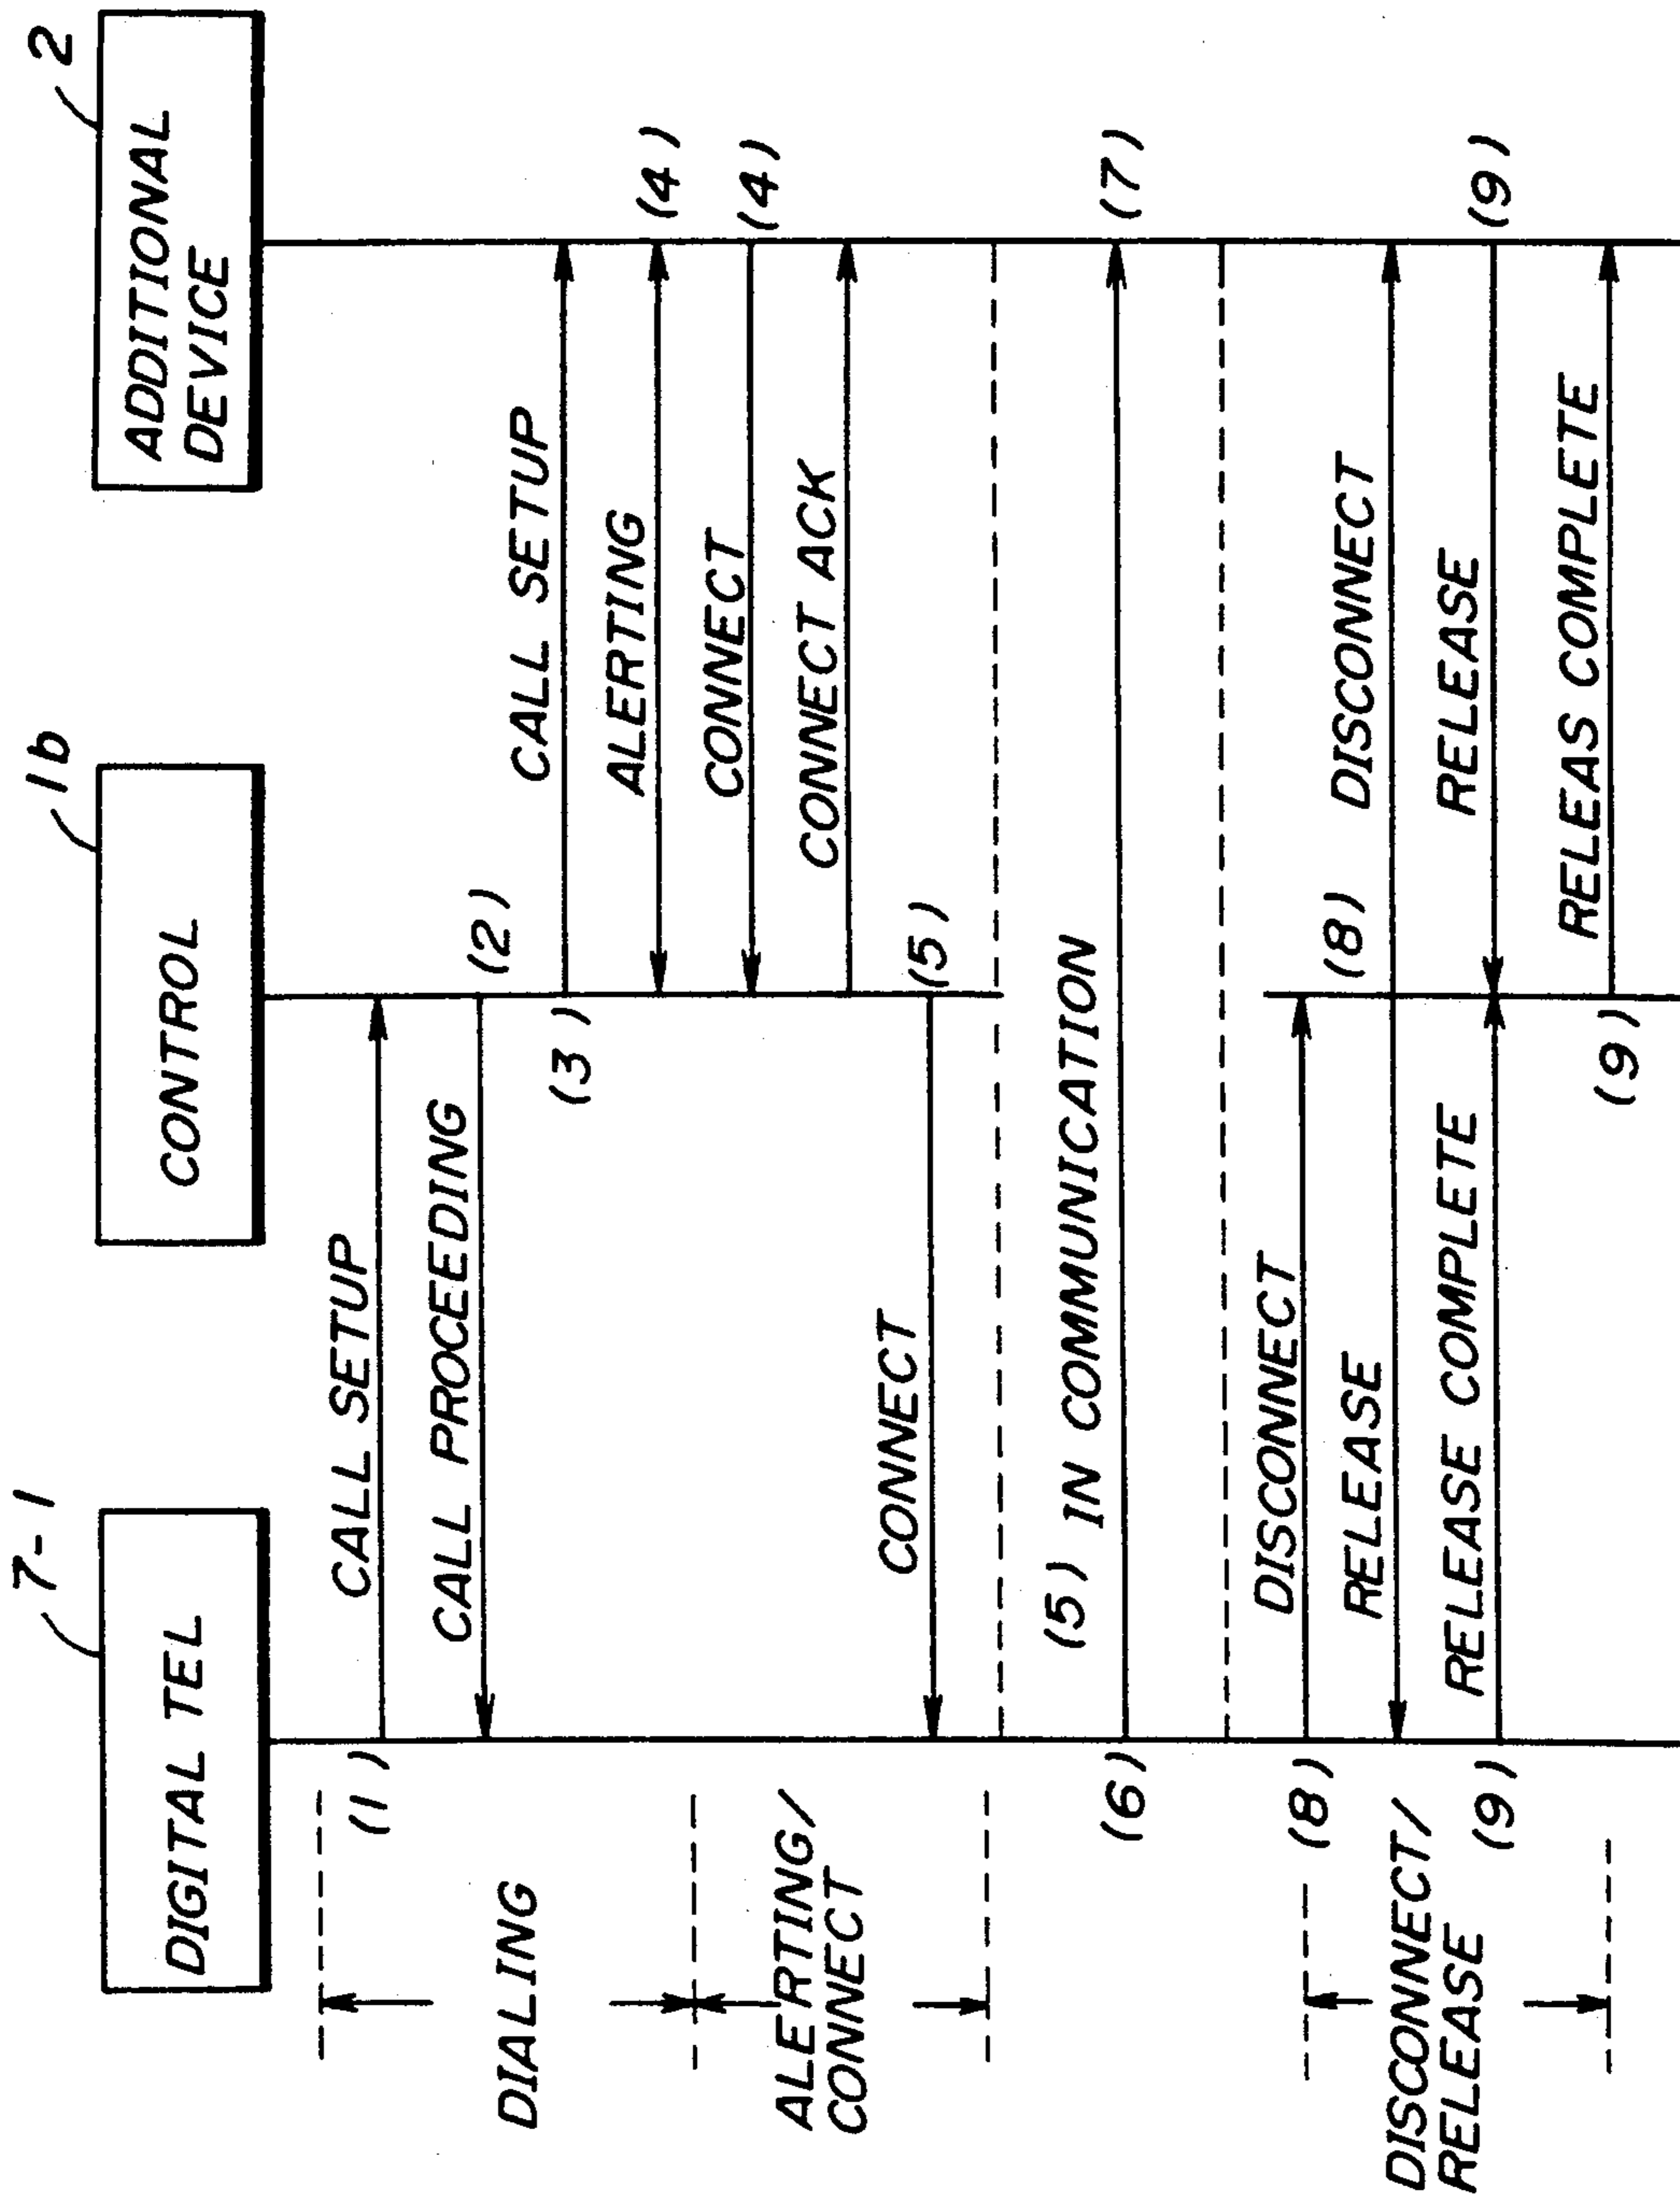 7-1
1b
2
DIGITAL TEL
CONTROL
ADDITIONAL
DEVICE
(1)
CALL SETUP
CALL PROCEEDING
(2)
DIALING
(3)
CALL SETUP
ALERTING
(4)
CONNECT
(4)
CONNECT ACK
ALERTING/
CONNECT
CONNECT
(5)
(5) IN COMMUNICATION
(6)
(7)
(8)
DISCONNECT
(8)
DISCONNECT
RELEASE
DISCONNECT/
RELEASE
(9)
RELEASE COMPLETE
RELEASE
(9)
(9)
RELEAS COMPLETE